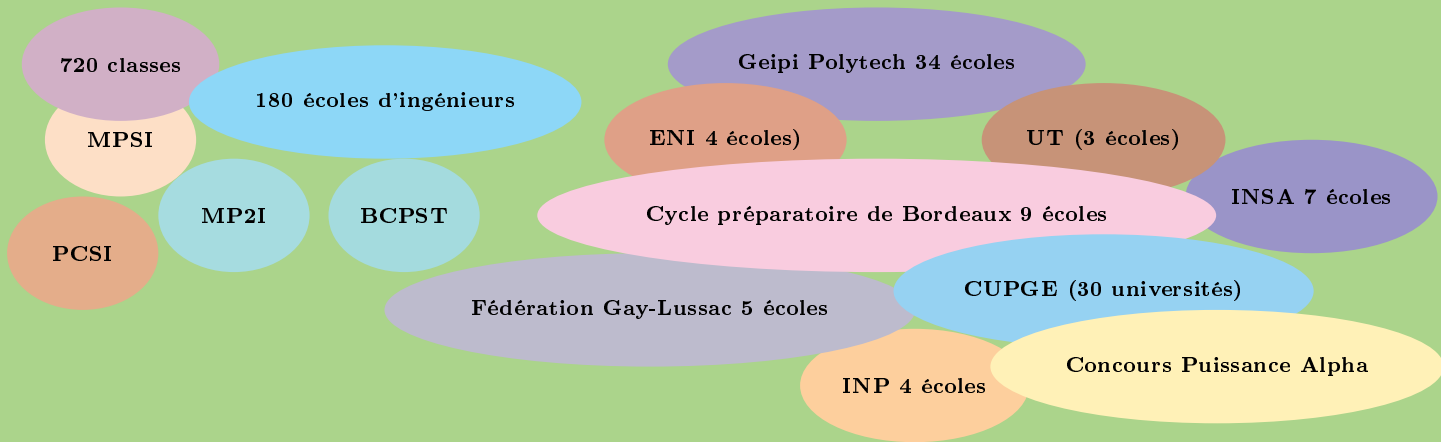 720 classes
Geipi Polytech 34 écoles
180 écoles d'ingénieurs
MPSI
ENI 4 écoles)
UT (3 écoles)
INSA 7 écoles
MP2I
BCPST
Cycle préparatoire de Bordeaux 9 écoles
PCSI
CUPGE (30 universités)
Fédération Gay-Lussac 5 écoles
Concours Puissance Alpha
INP 4 écoles